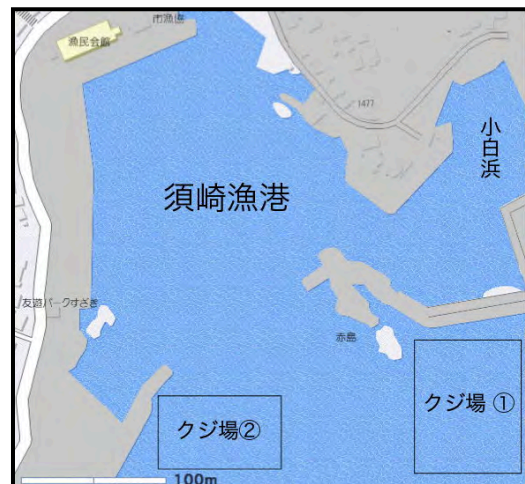 市漁協
漁民会館
1477
小白浜
須崎漁港
友遊パークすざき
赤島
クジ場 ①
クジ場②
100m